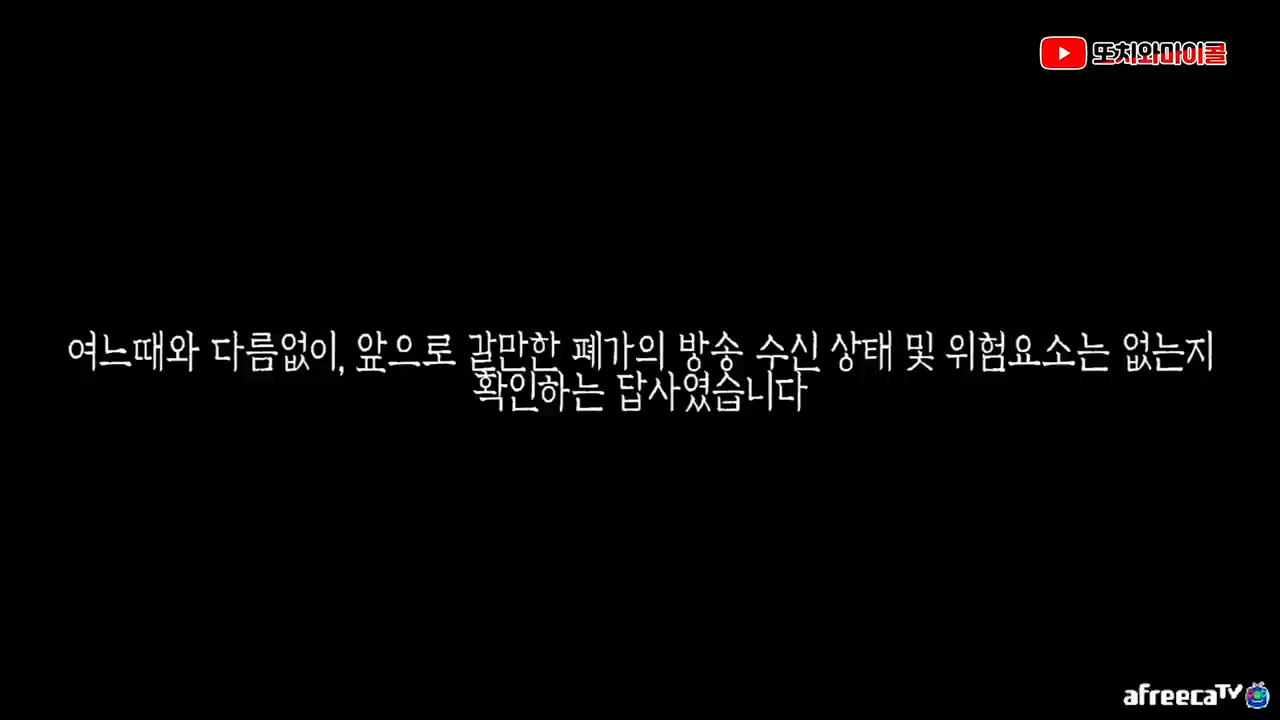 또치와마이콜
여느때와 다름없이, 앞으로 갈만한 폐가의 방송 수신 상태 및 위험요소는 없는지
확인하는 답사였습니다
afreecaTV